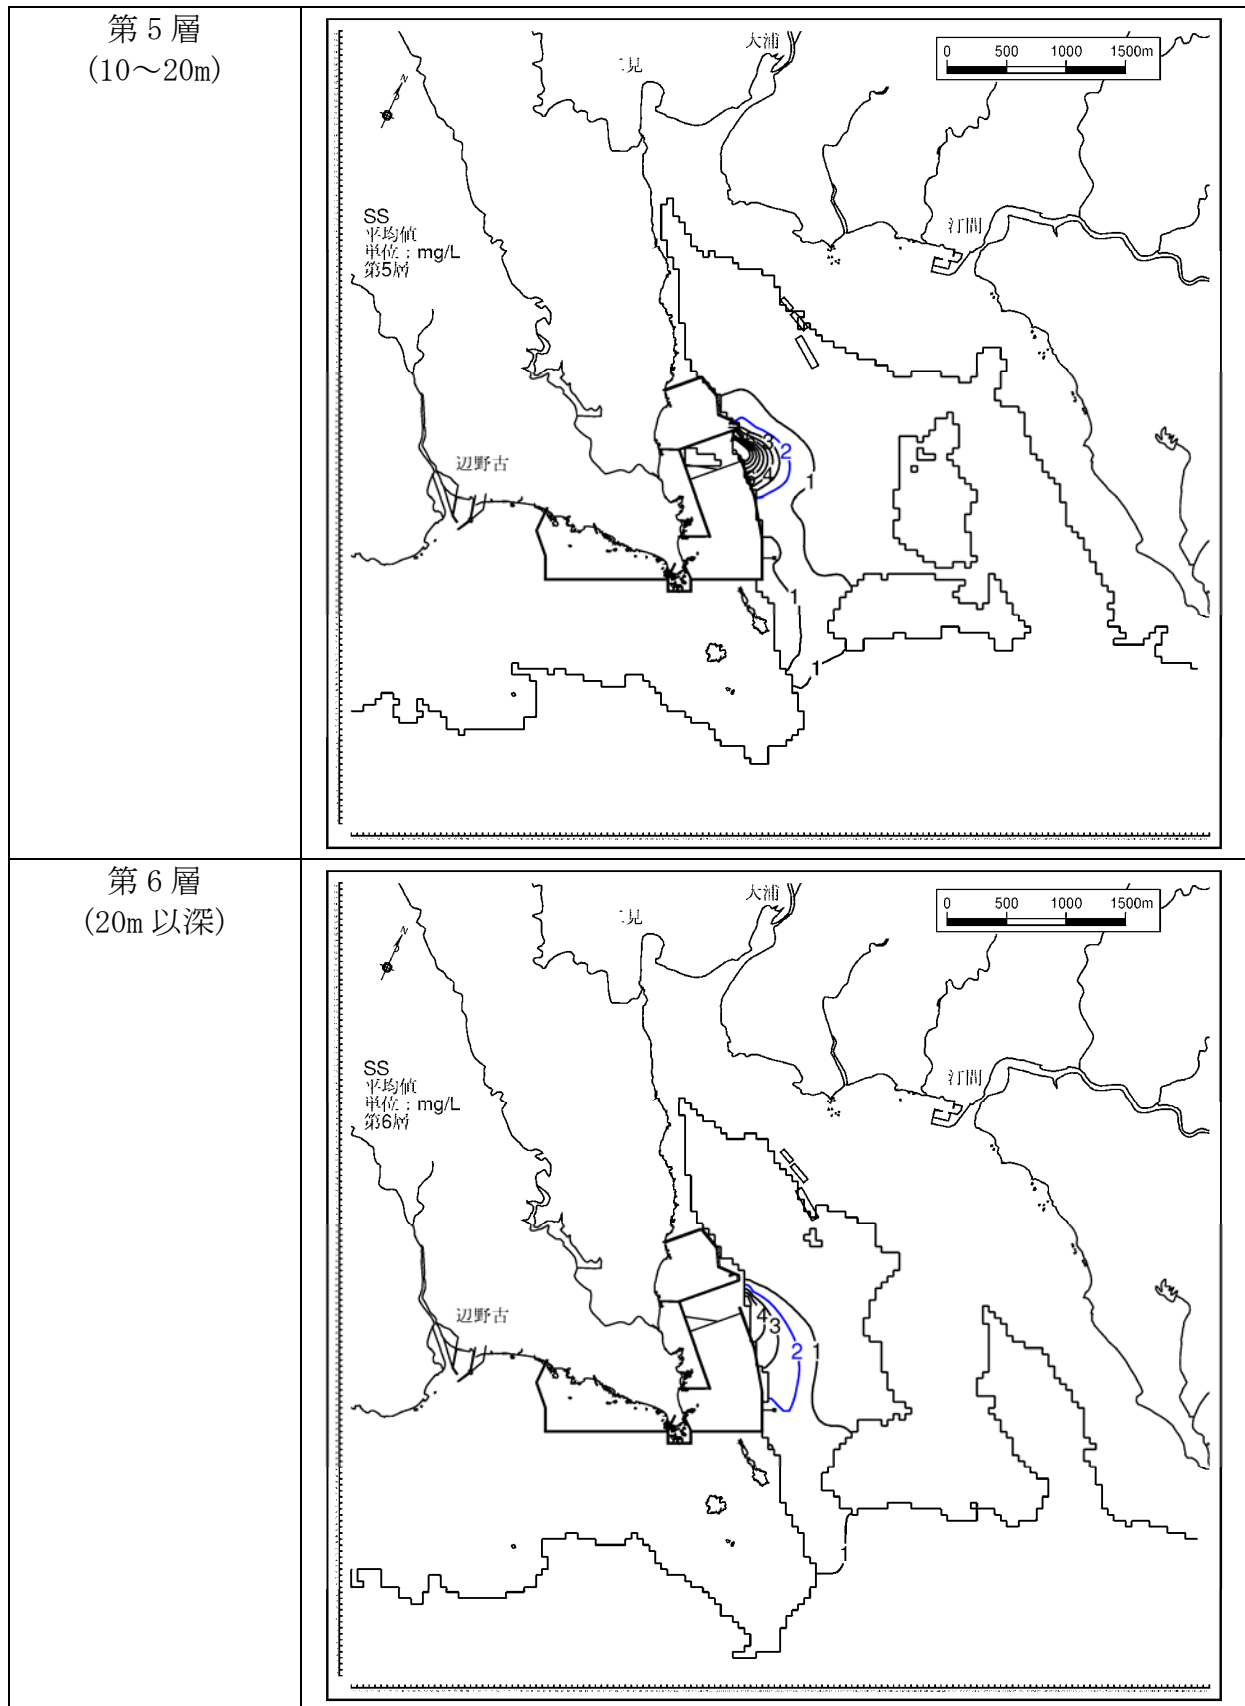 第5層
(10～20m)
大浦
二見
0 500 1000 1500m
N
SS
平均値
単位；mg/L
第5層
汀間
辺野古
3
2
4
1
1
1
第6層
(20m以深)
大浦
二見
0 500 1000 1500m
N
SS
平均値
単位；mg/L
第6層
汀間
辺野古
4
3
2
1
1